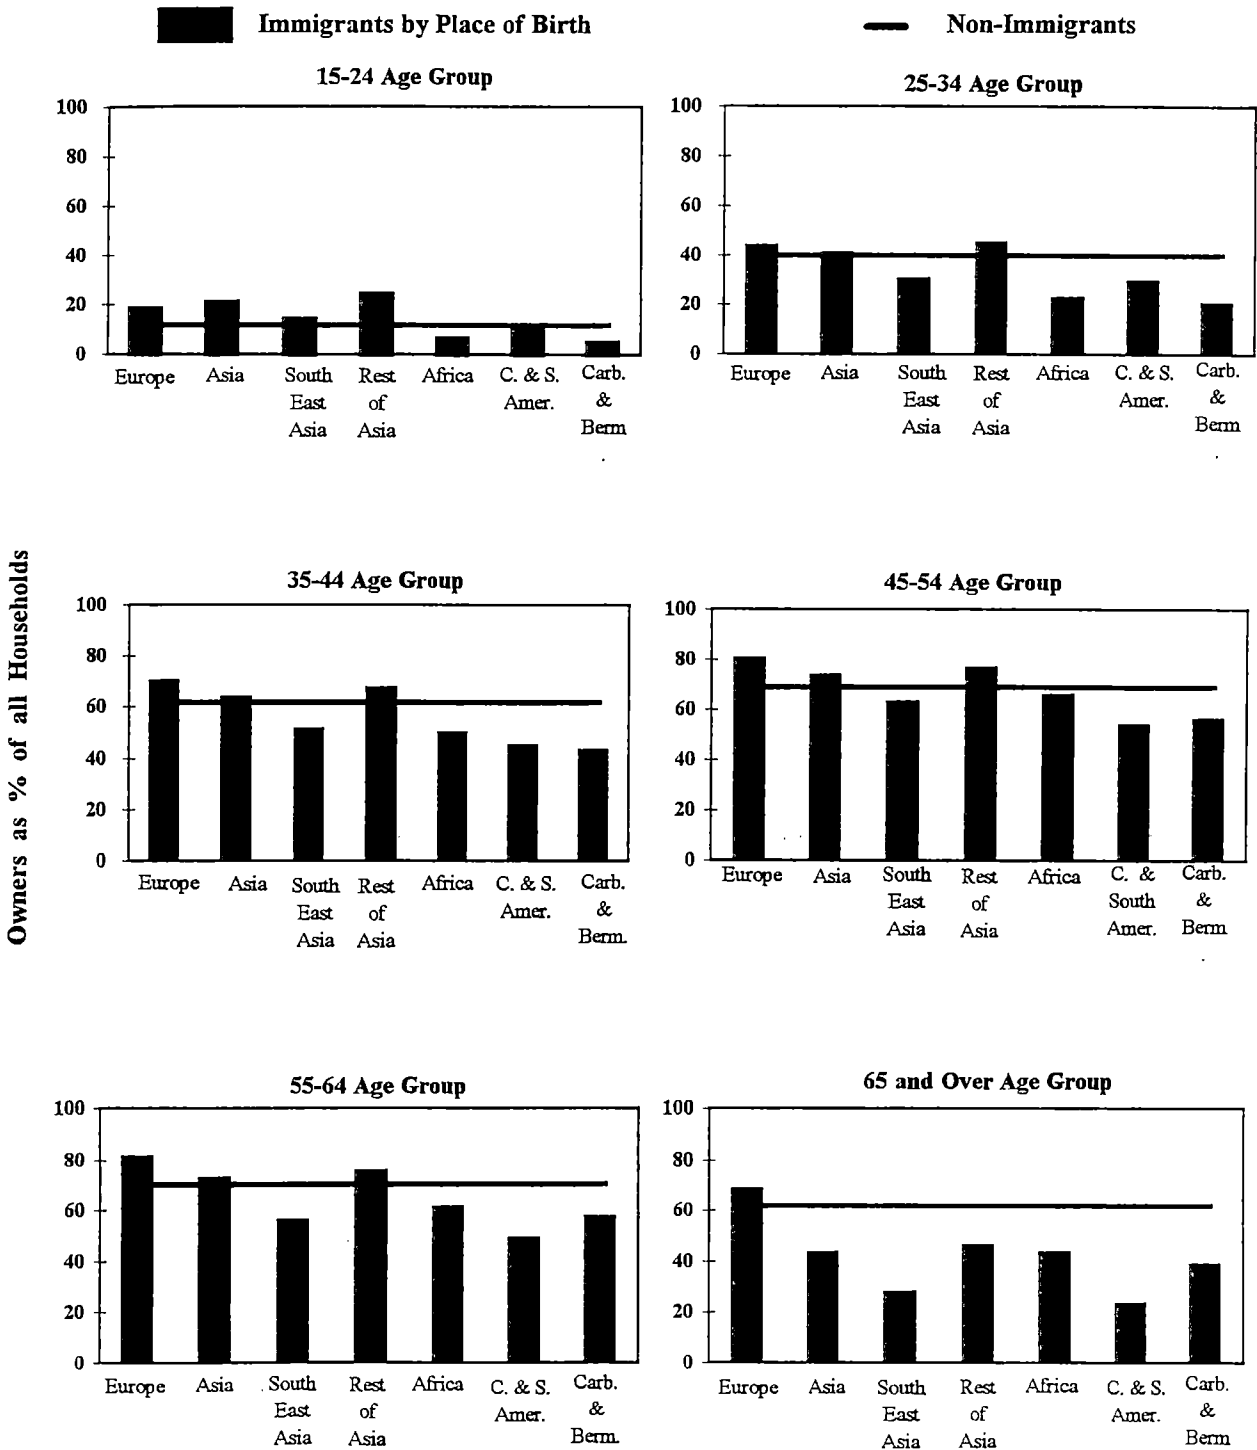 Immigrants by Place of Birth
Non-Immigrants
Owners as % of all Households
15-24 Age Group
100
80
60
40
20
0
Europe
Asia
South
East
Asia
Rest
of
Asia
Africa
C. & S.
Amer.
Carb.
&
Berm
25-34 Age Group
100
80
60
40
20
0
Europe
Asia
South
East
Asia
Rest
of
Asia
Africa
C. & S.
Amer.
Carb.
&
Berm
35-44 Age Group
100
80
60
40
20
0
Europe
Asia
South
East
Asia
Rest
of
Asia
Africa
C. & S.
Amer.
Carb.
&
Berm.
45-54 Age Group
100
80
60
40
20
0
Europe
Asia
South
East
Asia
Rest
of
Asia
Africa
C. &
South
Amer.
Carb.
&
Berm
55-64 Age Group
100
80
60
40
20
0
Europe
Asia
South
East
Asia
Rest
of
Asia
Africa
C. & S.
Amer.
Carb.
&
Berm.
65 and Over Age Group
100
80
60
40
20
0
Europe
Asia
South
East
Asia
Rest
of
Asia
Africa
C. & S.
Amer.
Carb.
&
Berm